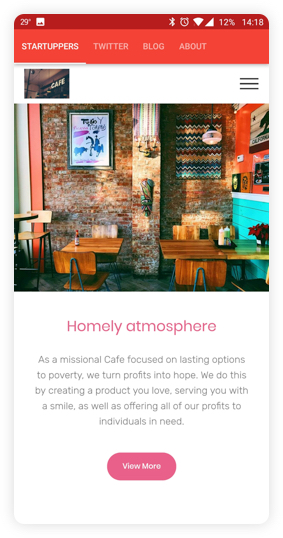 29° 12% 14:18
STARTUPPERS TWITTER BLOG ABOUT
CAFE
Homely atmosphere
As a missional Cafe focused on lasting options
to poverty, we turn profits into hope. We do this
by creating a product you love, serving you with
a smile, as well as offering all of our profits to
individuals in need.
View More